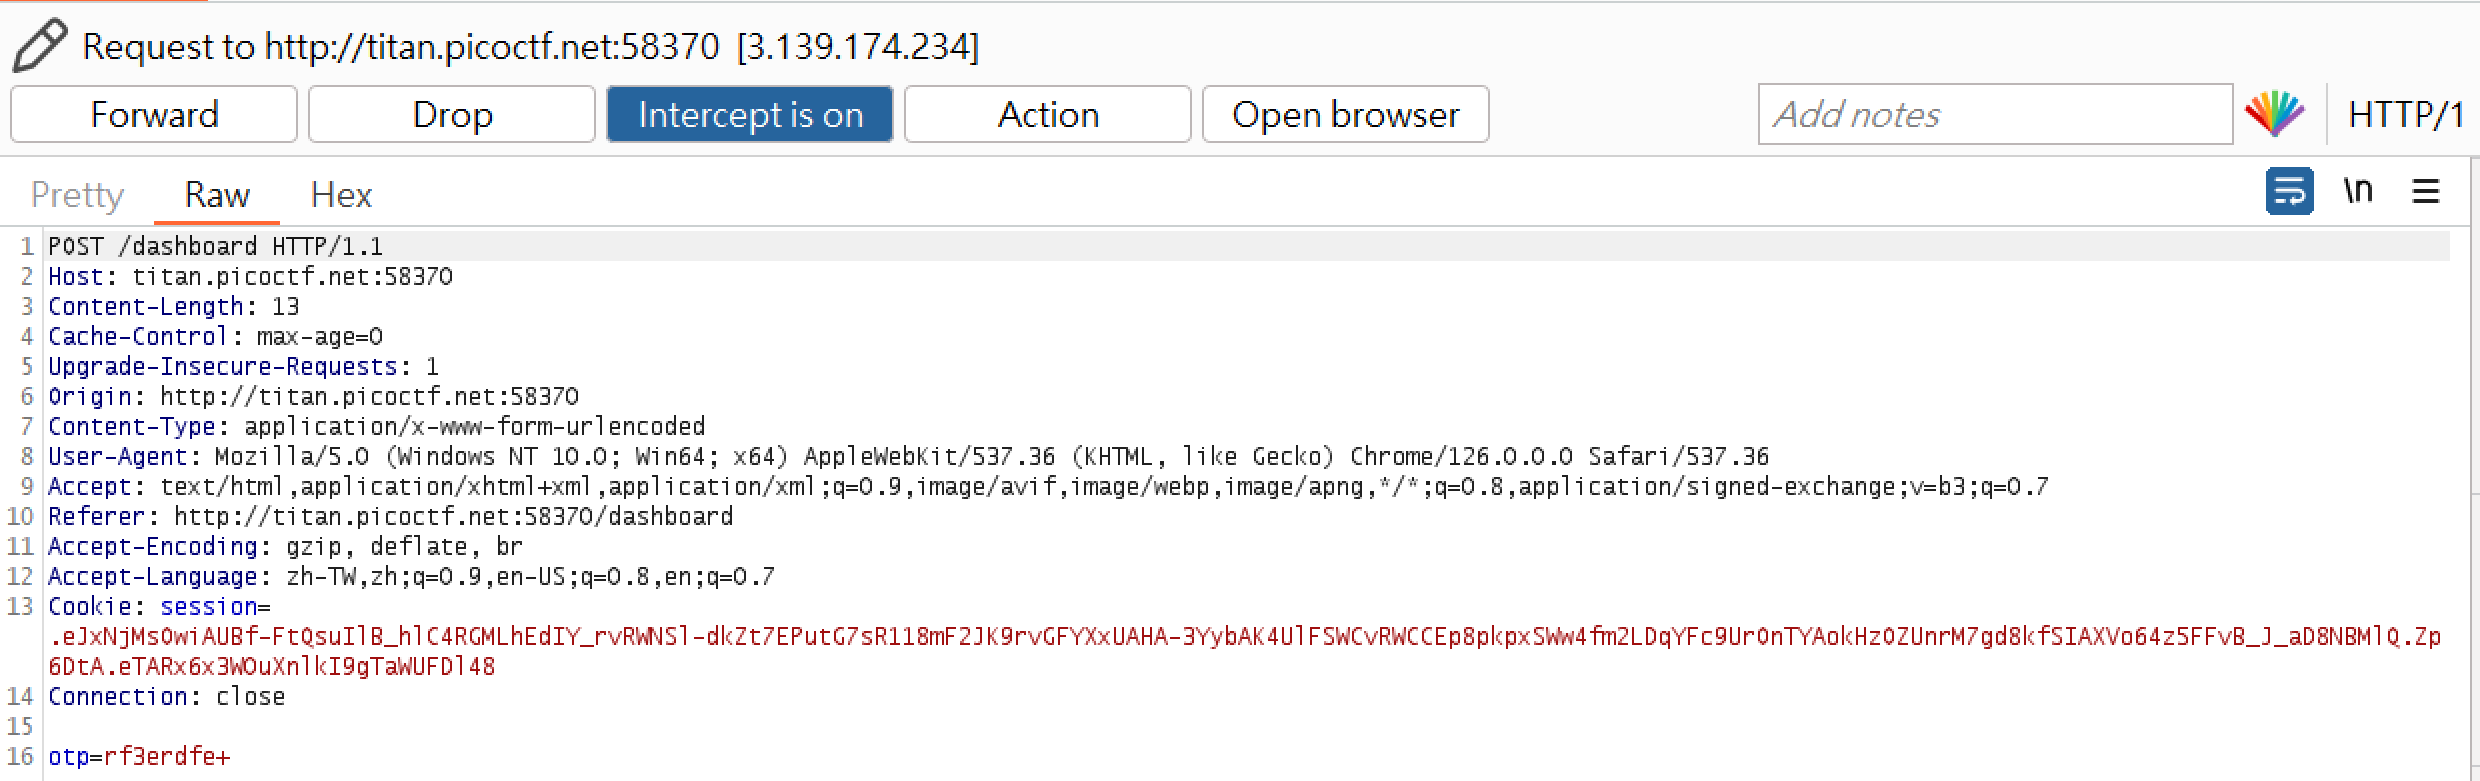 Request to http://titan.picoctf.net:58370 [3.139.174.234]
Forward Drop Intercept is on Action Open browser Add notes HTTP/1
Pretty Raw Hex \n
1 POST /dashboard HTTP/1.1
2 Host: titan.picoctf.net:58370
3 Content-Length: 13
4 Cache-Control: max-age=0
5 Upgrade-Insecure-Requests: 1
6 Origin: http://titan.picoctf.net:58370
7 Content-Type: application/x-www-form-urlencoded
8 User-Agent: Mozilla/5.0 (Windows NT 10.0; Win64; x64) AppleWebKit/537.36 (KHTML, like Gecko) Chrome/126.0.0.0 Safari/537.36
9 Accept: text/html,application/xhtml+xml,application/xml;q=0.9,image/avif,image/webp,image/apng,*/*;q=0.8,application/signed-exchange;v=b3;q=0.7
10 Referer: http://titan.picoctf.net:58370/dashboard
11 Accept-Encoding: gzip, deflate, br
12 Accept-Language: zh-TW,zh;q=0.9,en-US;q=0.8,en;q=0.7
13 Cookie: session=
.eJxNjMsOwiAUBf-FtQsuIlB_hlC4RGMLhEdIY_rvRWNSl-dkZt7EPutG7sR118mF2JK9rvGFYXxUAHA-3YybAK4UlFSWCvRWCCEp8pkpxSWw4fm2LDqYFc9Ur0nTYAokHz0ZUnrM7gd8kfSIAXVo64z5FFvB_J_aD8NBMlQ.Zp
6DtA.eTARx6x3WOuXnlkI9gTaWUFDl48
14 Connection: close
15
16 otp=rf3erdfe+